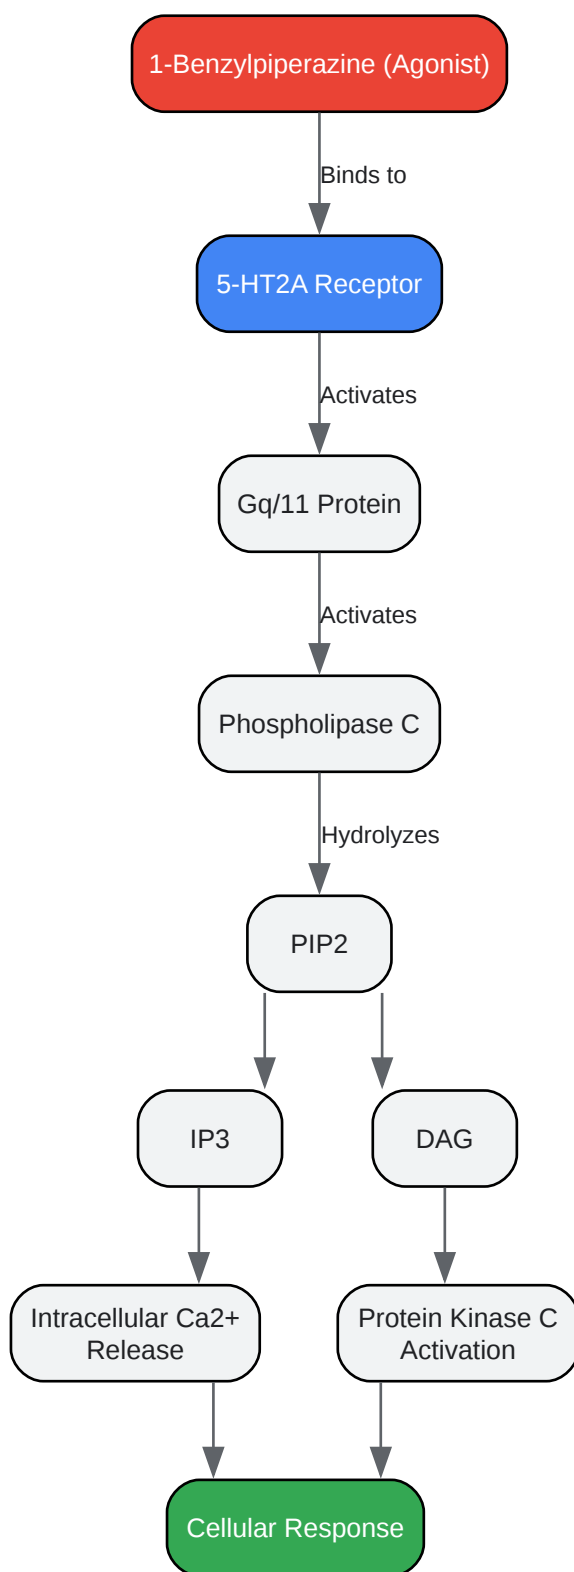 1-Benzylpiperazine (Agonist)
Binds to
5-HT2A Receptor
Activates
Gq/11 Protein
Activates
Phospholipase C
Hydrolyzes
PIP2
IP3
DAG
Intracellular Ca2+
Release
Protein Kinase C
Activation
Cellular Response